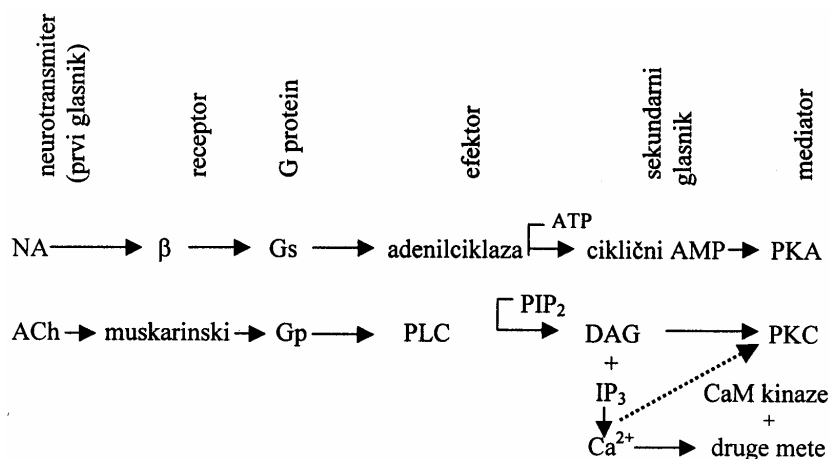 neurotransmiter
(prvi glasnik)
receptor
G protein
efektor
sekundarni
glasnik
mediator
NA β Gs adenilciklaza ATP ciklični AMP PKA
ACh muskarinski Gp PLC PIP₂ DAG PKC
+
IP₃ CaM kinaze
+
Ca²⁺ druge mete